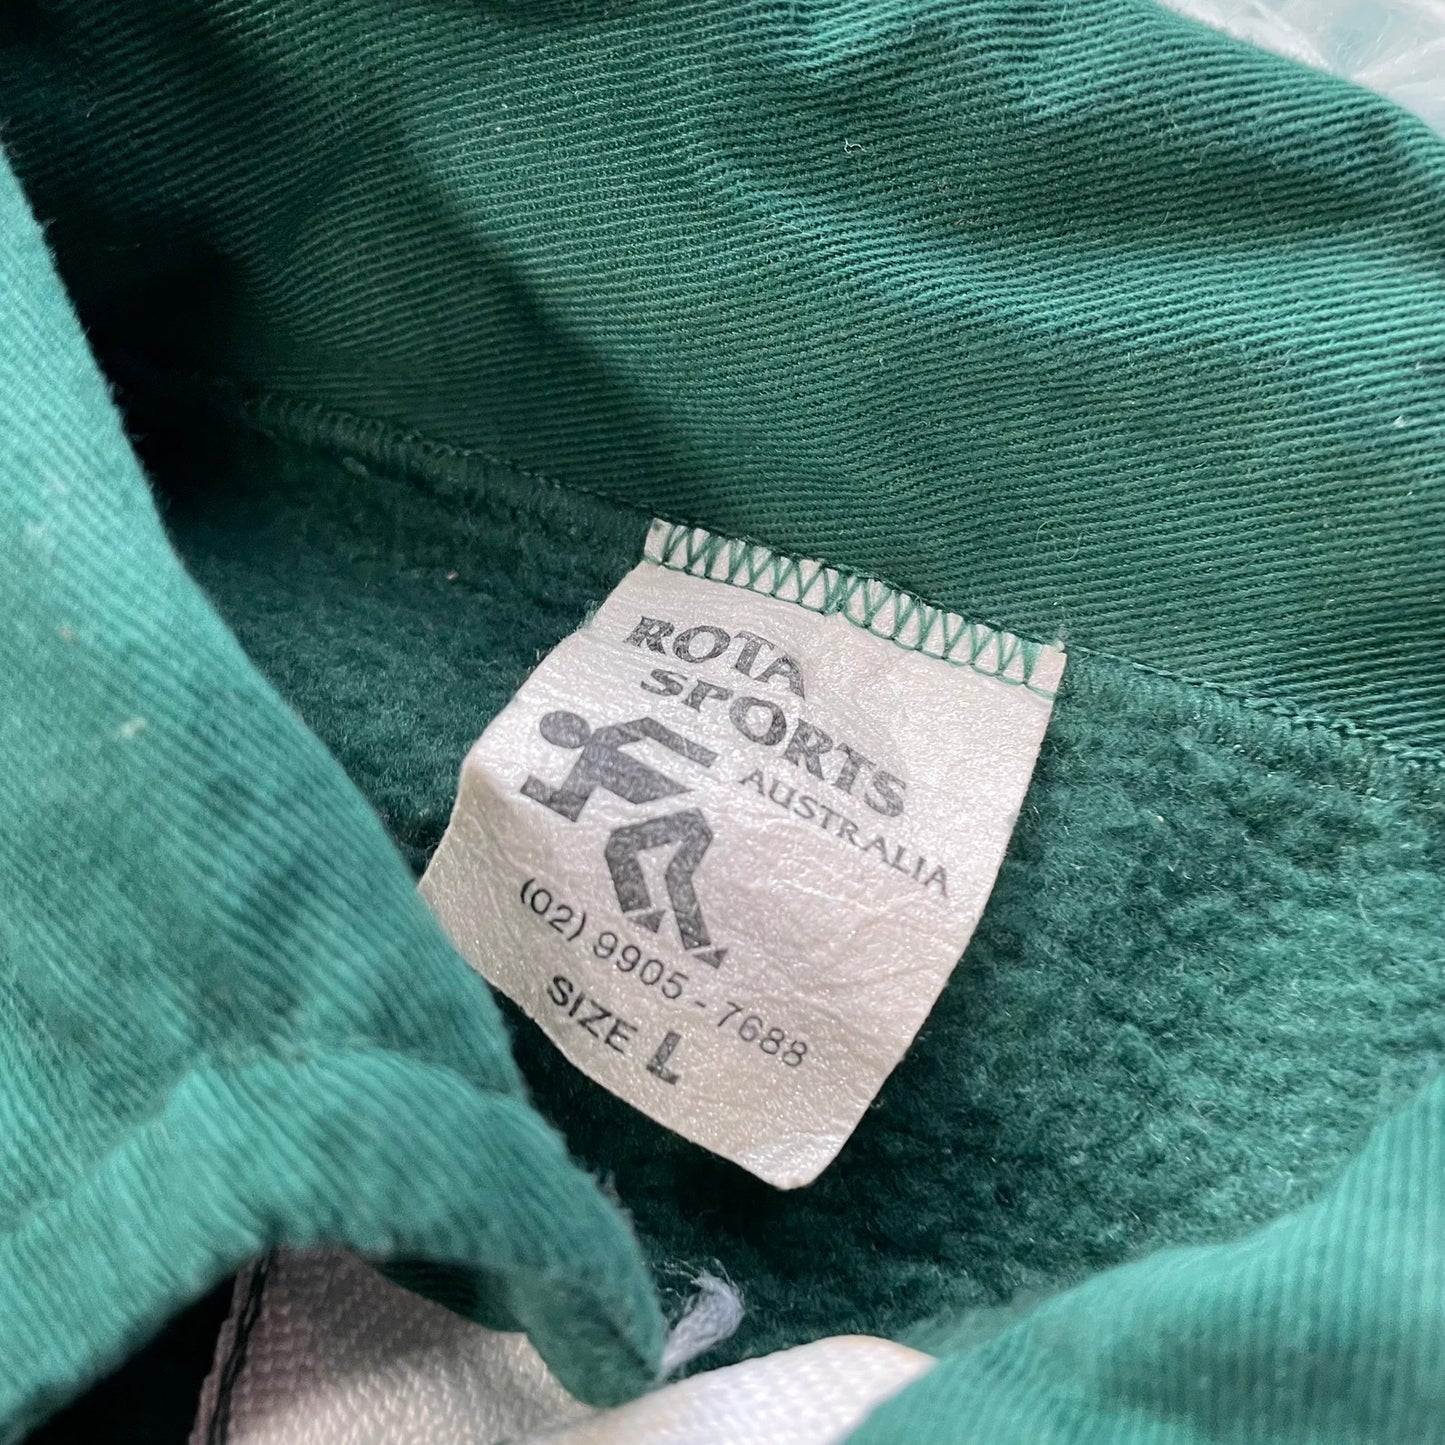 ROTA
SPORTS
AUSTRALIA
(02) 9905-7688
SIZE L